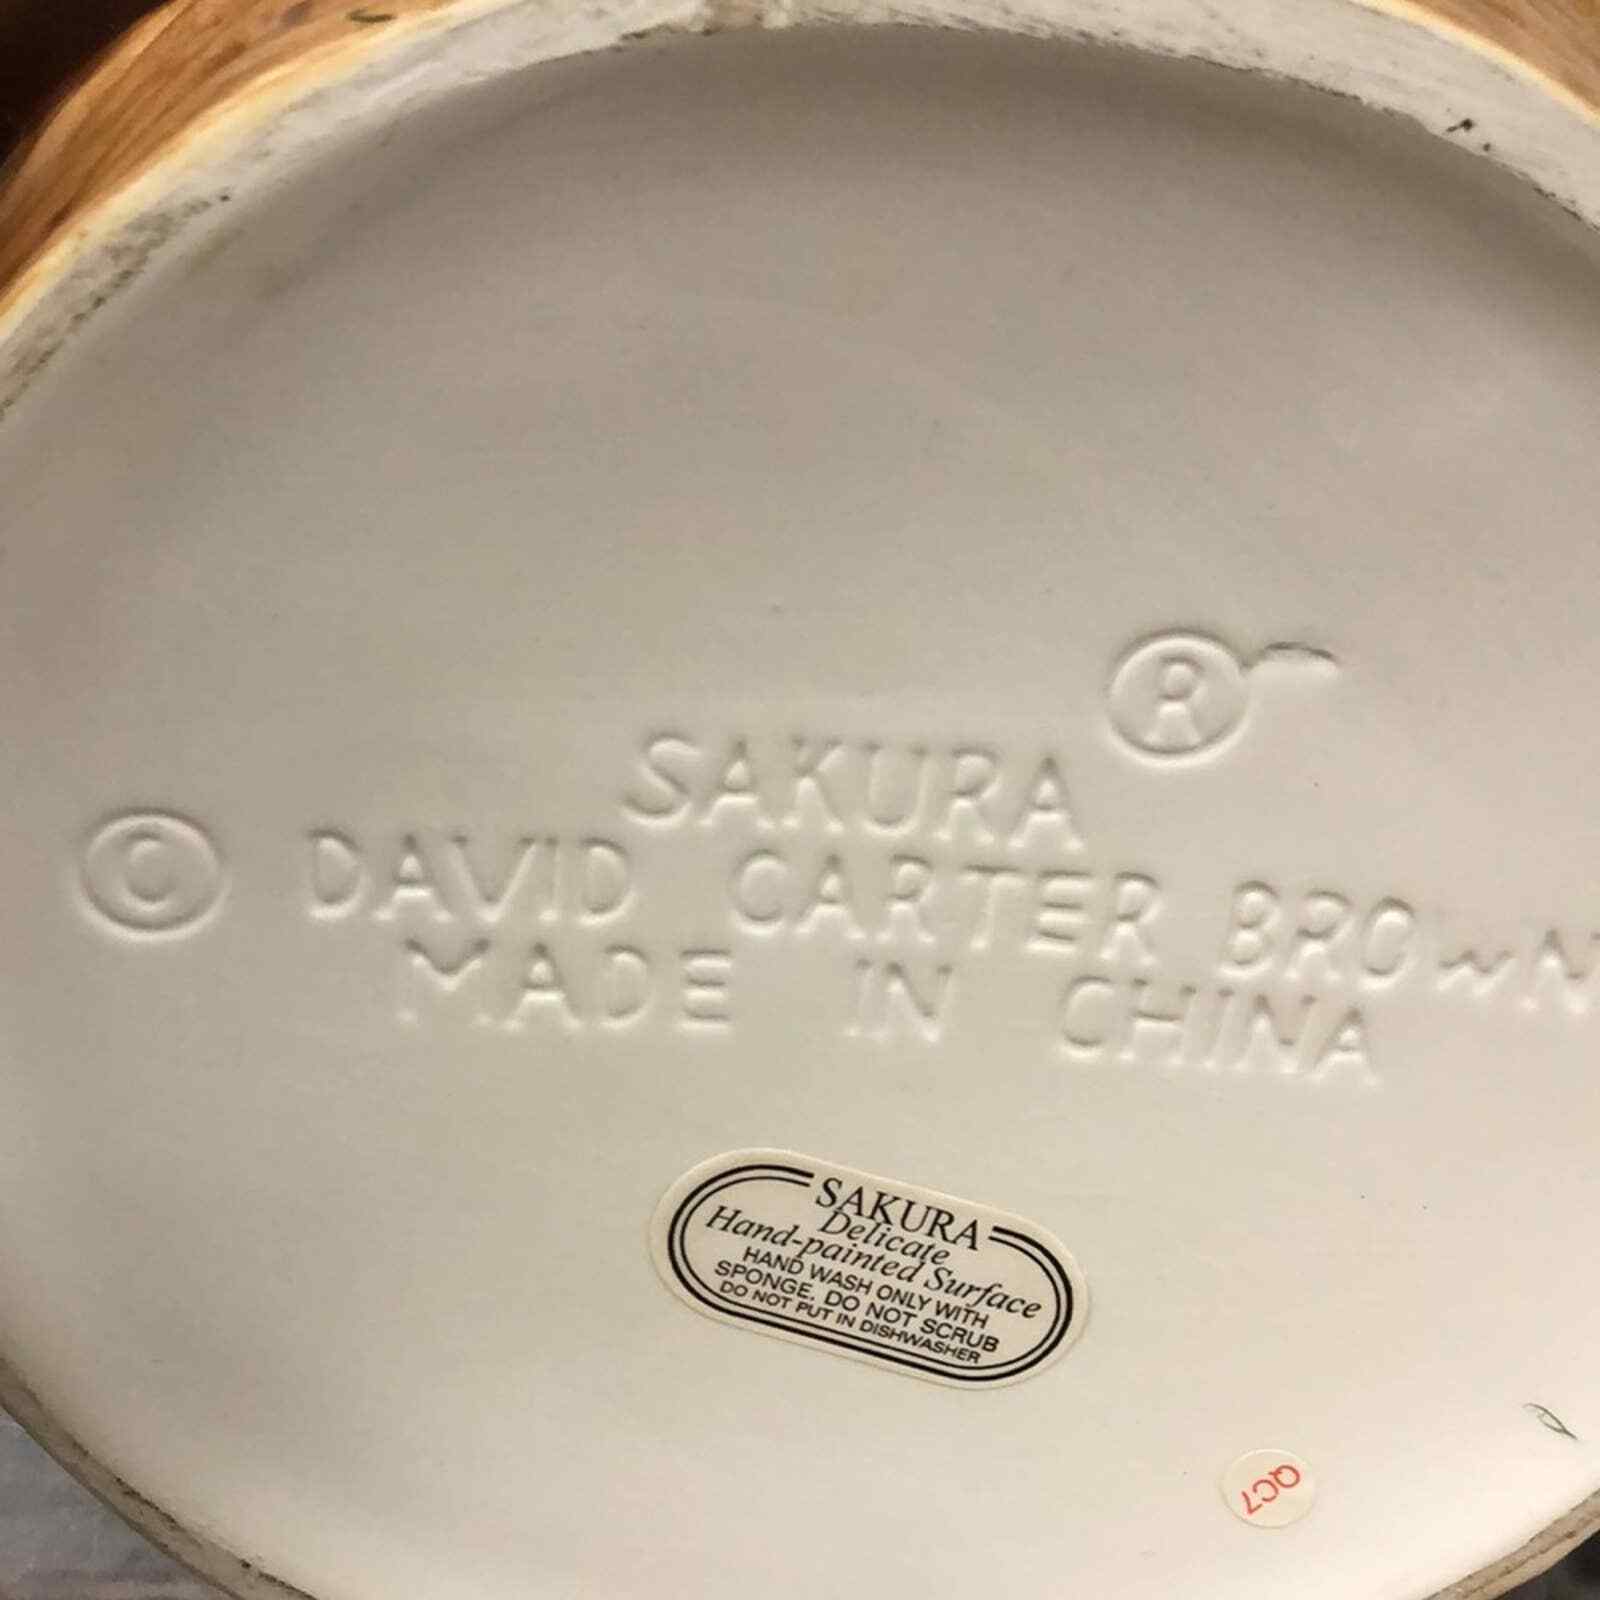 SAKURA ®
© DAVID CARTER BROWN
MADE IN CHINA
SAKURA
Delicate
Hand-painted Surface
HAND WASH ONLY WITH
SPONGE. DO NOT SCRUB
DO NOT PUT IN DISHWASHER
QC7